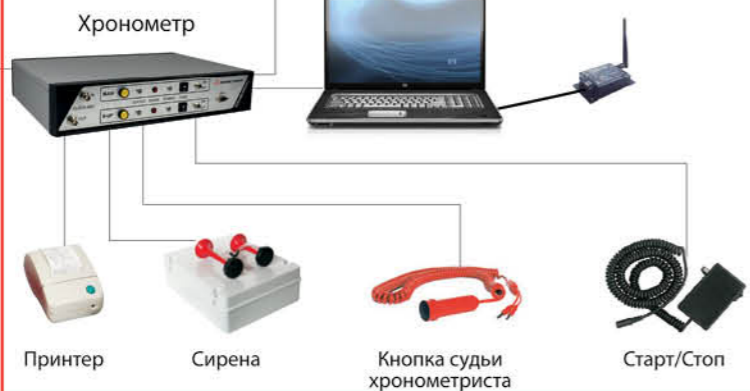 Хронометр
Принтер
Сирена
Кнопка судьи
хронометриста
Старт/Стоп